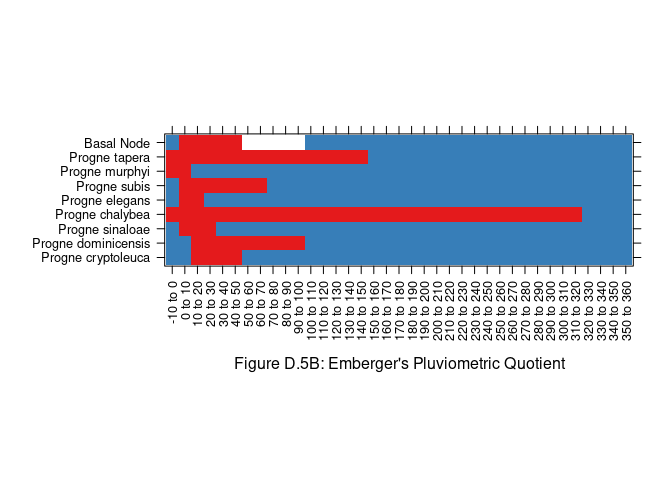 Basal Node
Progne tapera
Progne murphyi
Progne subis
Progne elegans
Progne chalybea
Progne sinaloae
Progne dominicensis
Progne cryptoleuca
-10 to 0
0 to 10
10 to 20
20 to 30
30 to 40
40 to 50
50 to 60
60 to 70
70 to 80
80 to 90
90 to 100
100 to 110
110 to 120
120 to 130
130 to 140
140 to 150
150 to 160
160 to 170
170 to 180
180 to 190
190 to 200
200 to 210
210 to 220
220 to 230
230 to 240
240 to 250
250 to 260
260 to 270
270 to 280
280 to 290
290 to 300
300 to 310
310 to 320
320 to 330
330 to 340
340 to 350
350 to 360
Figure D.5B: Emberger's Pluviometric Quotient